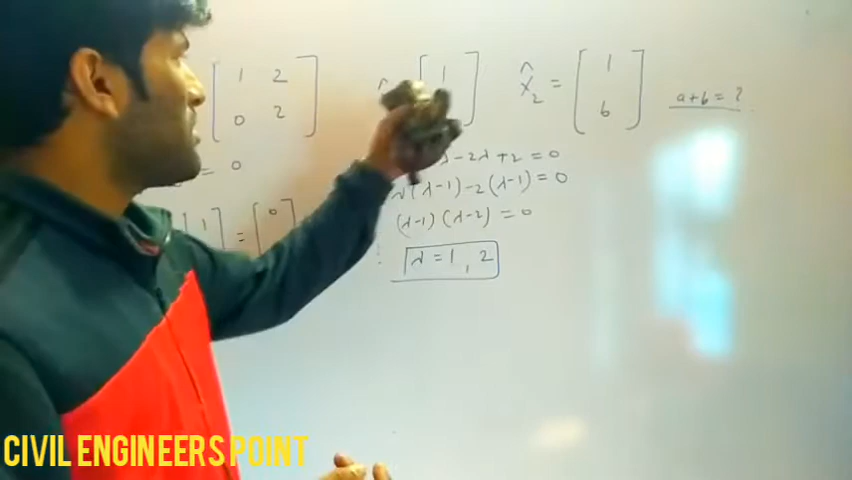 [ 1 2 ] [ 1 ] X̂₂ = [ 1 ]
[ 0 2 ] [ b ] a+b = ?
= 0 - 2λ + 2 = 0
λ(λ-1) -2(λ-1) = 0
[ 1 ] = [ 0 ] (λ-1)(λ-2) = 0
∴ λ = 1, 2
CIVIL ENGINEERS POINT